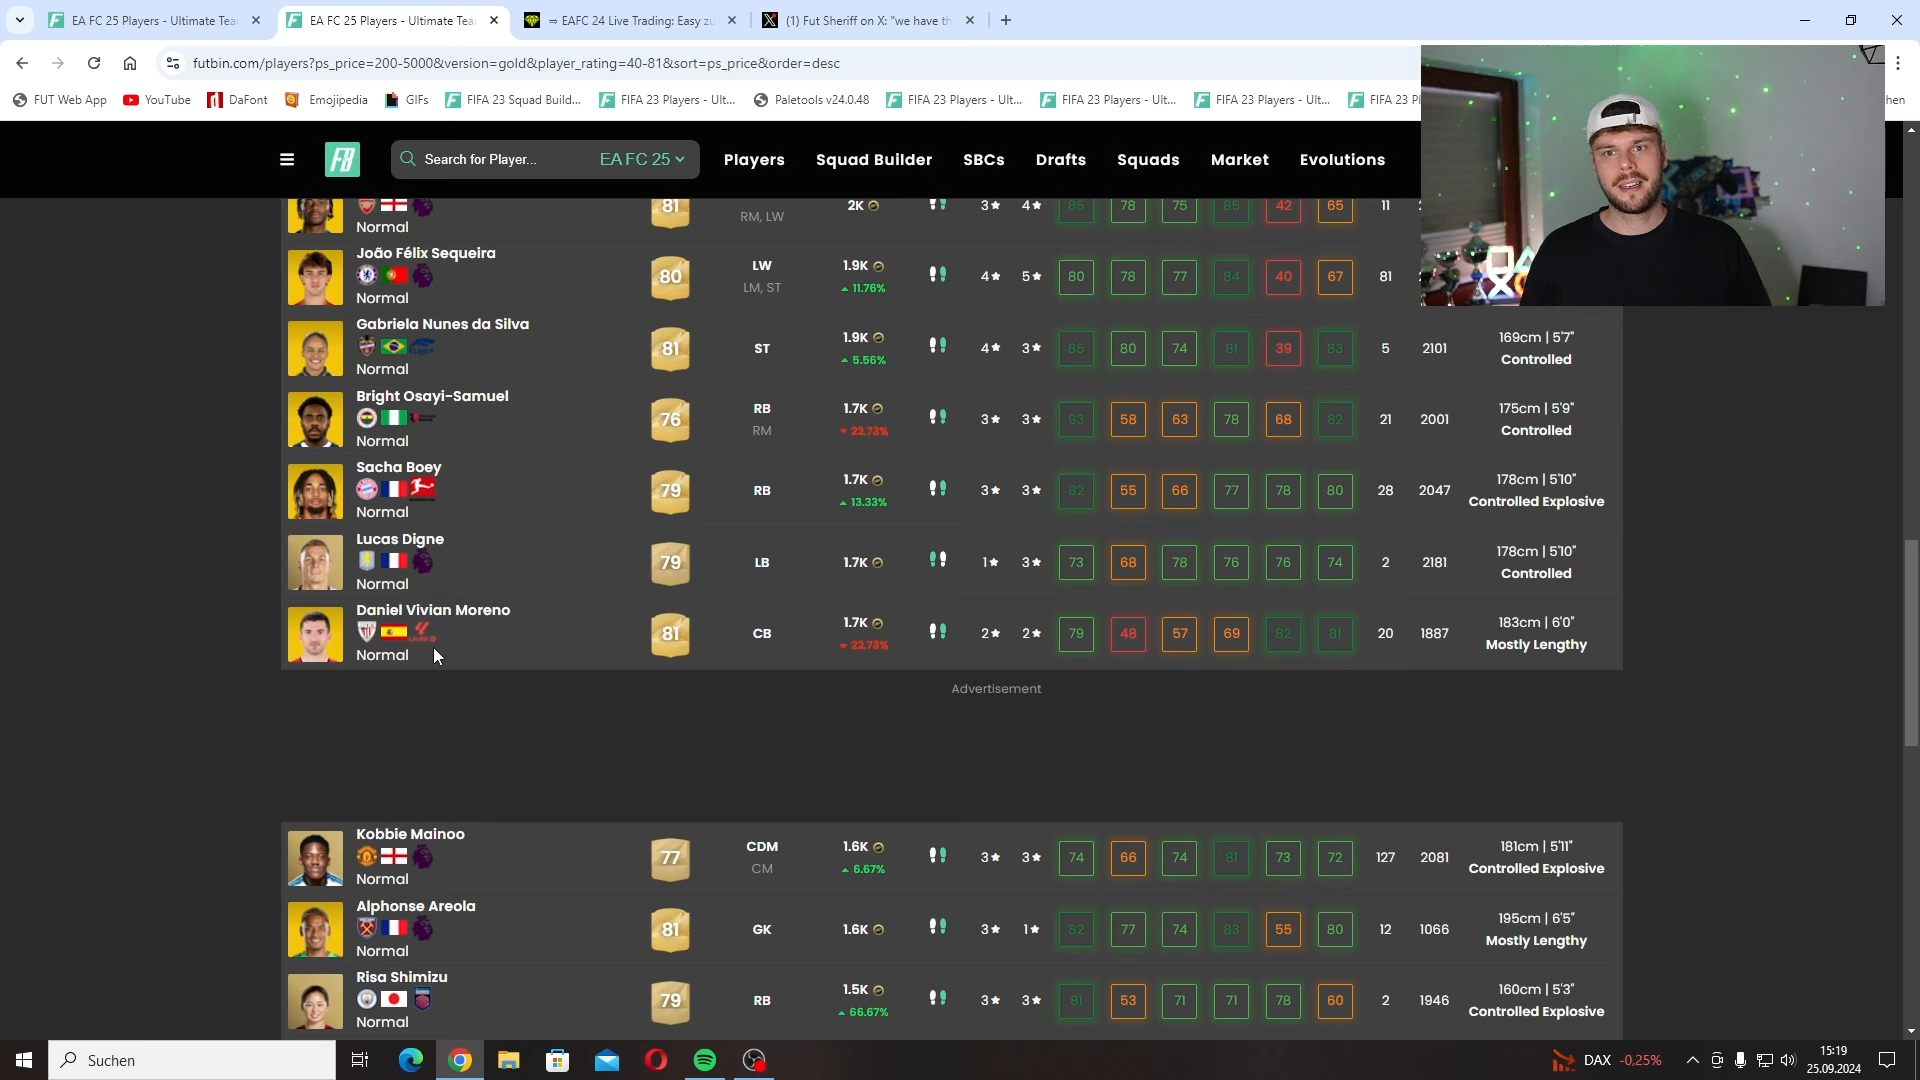 EA FC 25 Players - Ultimate Tea
EA FC 25 Players - Ultimate Tea
⇒ EAFC 24 Live Trading: Easy zu
(1) Fut Sheriff on X: "we have th
futbin.com/players?ps_price=200-5000&version=gold&player_rating=40-81&sort=ps_price&order=desc
FUT Web App YouTube DaFont Emojipedia GIFs FIFA 23 Squad Build... FIFA 23 Players - Ult... Paletools v24.0.48 FIFA 23 Players - Ult... FIFA 23 Players - Ult... FIFA 23 Players - Ult... FIFA 23 Pl hen
Search for Player... EA FC 25 Players Squad Builder SBCs Drafts Squads Market Evolutions
81 2K 3 4 85 78 75 85 42 65 11
RM, LW
Normal
João Félix Sequeira
80 LW 1.9K 4 5 80 78 77 84 40 67 81
LM, ST 11.76%
Normal
Gabriela Nunes da Silva
81 ST 1.9K 4 3 85 80 74 81 39 83 5 2101 169cm | 5'7"
5.56% Controlled
Normal
Bright Osayi-Samuel
76 RB 1.7K 3 3 93 58 63 78 68 82 21 2001 175cm | 5'9"
RM 22.73% Controlled
Normal
Sacha Boey
79 RB 1.7K 3 3 82 55 66 77 78 80 28 2047 178cm | 5'10"
13.33% Controlled Explosive
Normal
Lucas Digne
79 LB 1.7K 1 3 73 68 78 76 76 74 2 2181 178cm | 5'10"
Controlled
Normal
Daniel Vivian Moreno
81 CB 1.7K 2 2 79 48 57 69 82 81 20 1887 183cm | 6'0"
22.73% Mostly Lengthy
Normal
Advertisement
Kobbie Mainoo
77 CDM 1.6K 3 3 74 66 74 81 73 72 127 2081 181cm | 5'11"
CM 6.67% Controlled Explosive
Normal
Alphonse Areola
81 GK 1.6K 3 1 82 77 74 83 55 80 12 1066 195cm | 6'5"
Mostly Lengthy
Normal
Risa Shimizu
79 RB 1.5K 3 3 81 53 71 71 78 60 2 1946 160cm | 5'3"
66.67% Controlled Explosive
Normal
Suchen
DAX -0,25%
15:19
25.09.2024